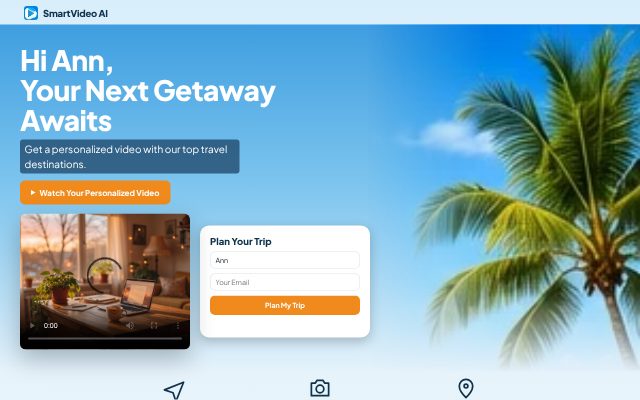 SmartVideo AI
Hi Ann,
Your Next Getaway
Awaits
Get a personalized video with our top travel
destinations.
Watch Your Personalized Video
0:00
Plan Your Trip
Ann
Your Email
Plan My Trip